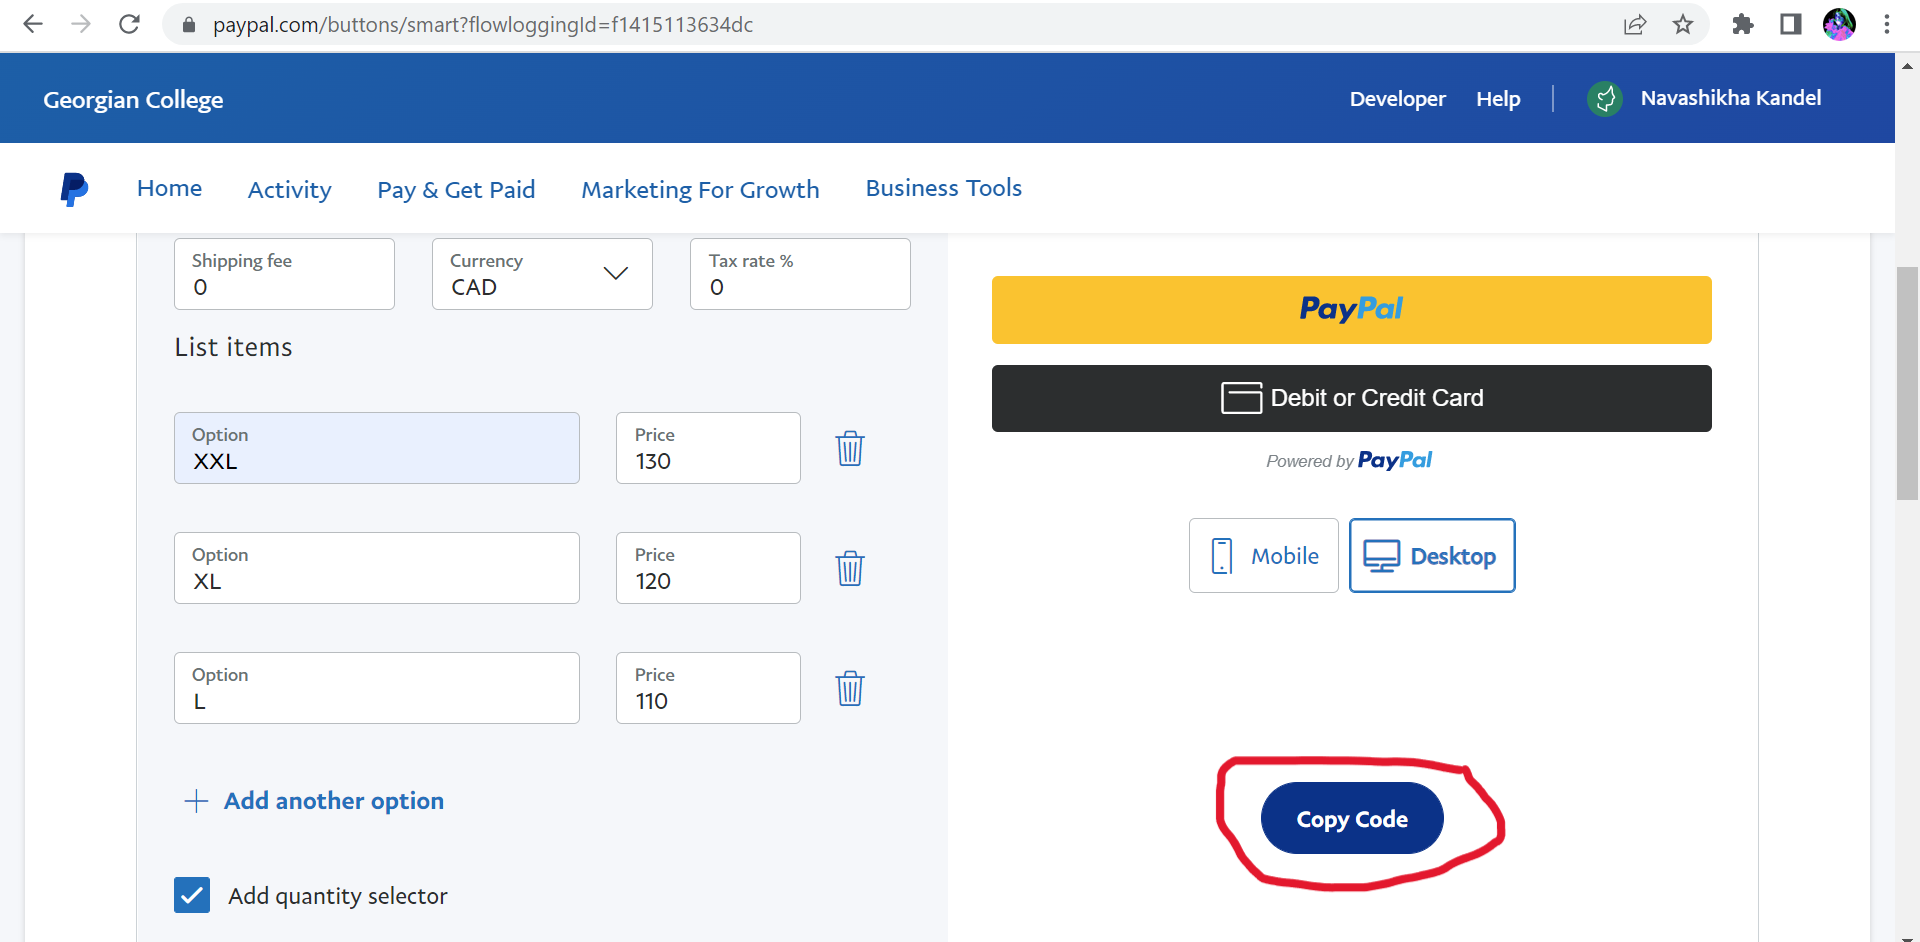 paypal.com/buttons/smart?flowloggingId=f1415113634dc
Georgian College
Developer Help Navashikha Kandel
Home Activity Pay & Get Paid Marketing For Growth Business Tools
Shipping fee
0
Currency
CAD
Tax rate %
0
List items
Option
XXL
Price
130
Option
XL
Price
120
Option
L
Price
110
Add another option
Add quantity selector
PayPal
Debit or Credit Card
Powered by PayPal
Mobile
Desktop
Copy Code